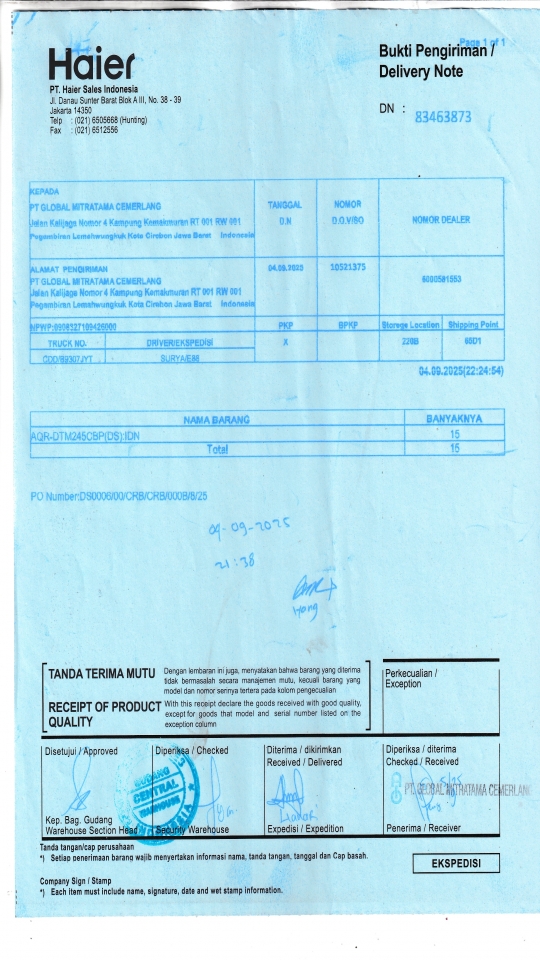 Page 1 of 1
Haier
Bukti Pengiriman /
Delivery Note
PT. Haier Sales Indonesia
Jl. Danau Sunter Barat Blok A III, No. 38 - 39
Jakarta 14350
Telp : (021) 6505668 (Hunting)
Fax : (021) 6512556
DN : 83463873
KEPADA
PT GLOBAL MITRATAMA CEMERLANG
Jalan Kalijaga Nomor 4 Kampung Kemakmuran RT 001 RW 001
Pegambiran Lemahwungkuk Kota Cirebon Jawa Barat Indonesia
TANGGAL
D.N
NOMOR
D.O.V/SO
NOMOR DEALER
ALAMAT PENGIRIMAN
PT GLOBAL MITRATAMA CEMERLANG
Jalan Kalijaga Nomor 4 Kampung Kemakmuran RT 001 RW 001
Pegambiran Lemahwungkuk Kota Cirebon Jawa Barat Indonesia
04.09.2025
10521375
6000581553
PKP
BPKP
Storage Location
Shipping Point
TRUCK NO.
DRIVER/EKSPEDISI
X
220B
60D1
SURYA/E88
04.09.2025(22:24:54)
NAMA BARANG
BANYAKNYA
AQR-DTM245CBP(DS):IDN
15
Total
15
PO Number:DS0006/00/CRB/CRB/000B/8/25
04-09-2025
21:38
TANDA TERIMA MUTU
Dengan lembaran ini juga, menyatakan bahwa barang yang diterima
tidak bermasalah secara manajemen mutu, kecuali barang yang
model dan nomor serinya tertera pada kolom pengecualian
RECEIPT OF PRODUCT
QUALITY
With this receipt declare the goods received with good quality,
except for goods that model and serial number listed on the
exception column
Perkecualian /
Exception
Disetujui / Approved
Diperiksa / Checked
Diterima / dikirimkan
Received / Delivered
Diperiksa / diterima
Checked / Received
GUDANG
CENTRAL
WAREHOUSE
PT. GLOBAL MITRATAMA CEMERLANG
Kep. Bag. Gudang
Warehouse Section Head
Security Warehouse
Expedisi / Expedition
Penerima / Receiver
Tanda tangan/cap perusahaan
*) Setiap penerimaan barang wajib menyertakan informasi nama, tanda tangan, tanggal dan Cap basah.
EKSPEDISI
Company Sign / Stamp
*) Each item must include name, signature, date and wet stamp information.